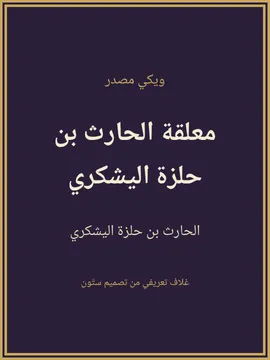 ويكي مصدر
معلقة الحارث بن
حلزة اليشكري
الحارث بن حلزة اليشكري
غلاف تعريفي من تصميم ستون